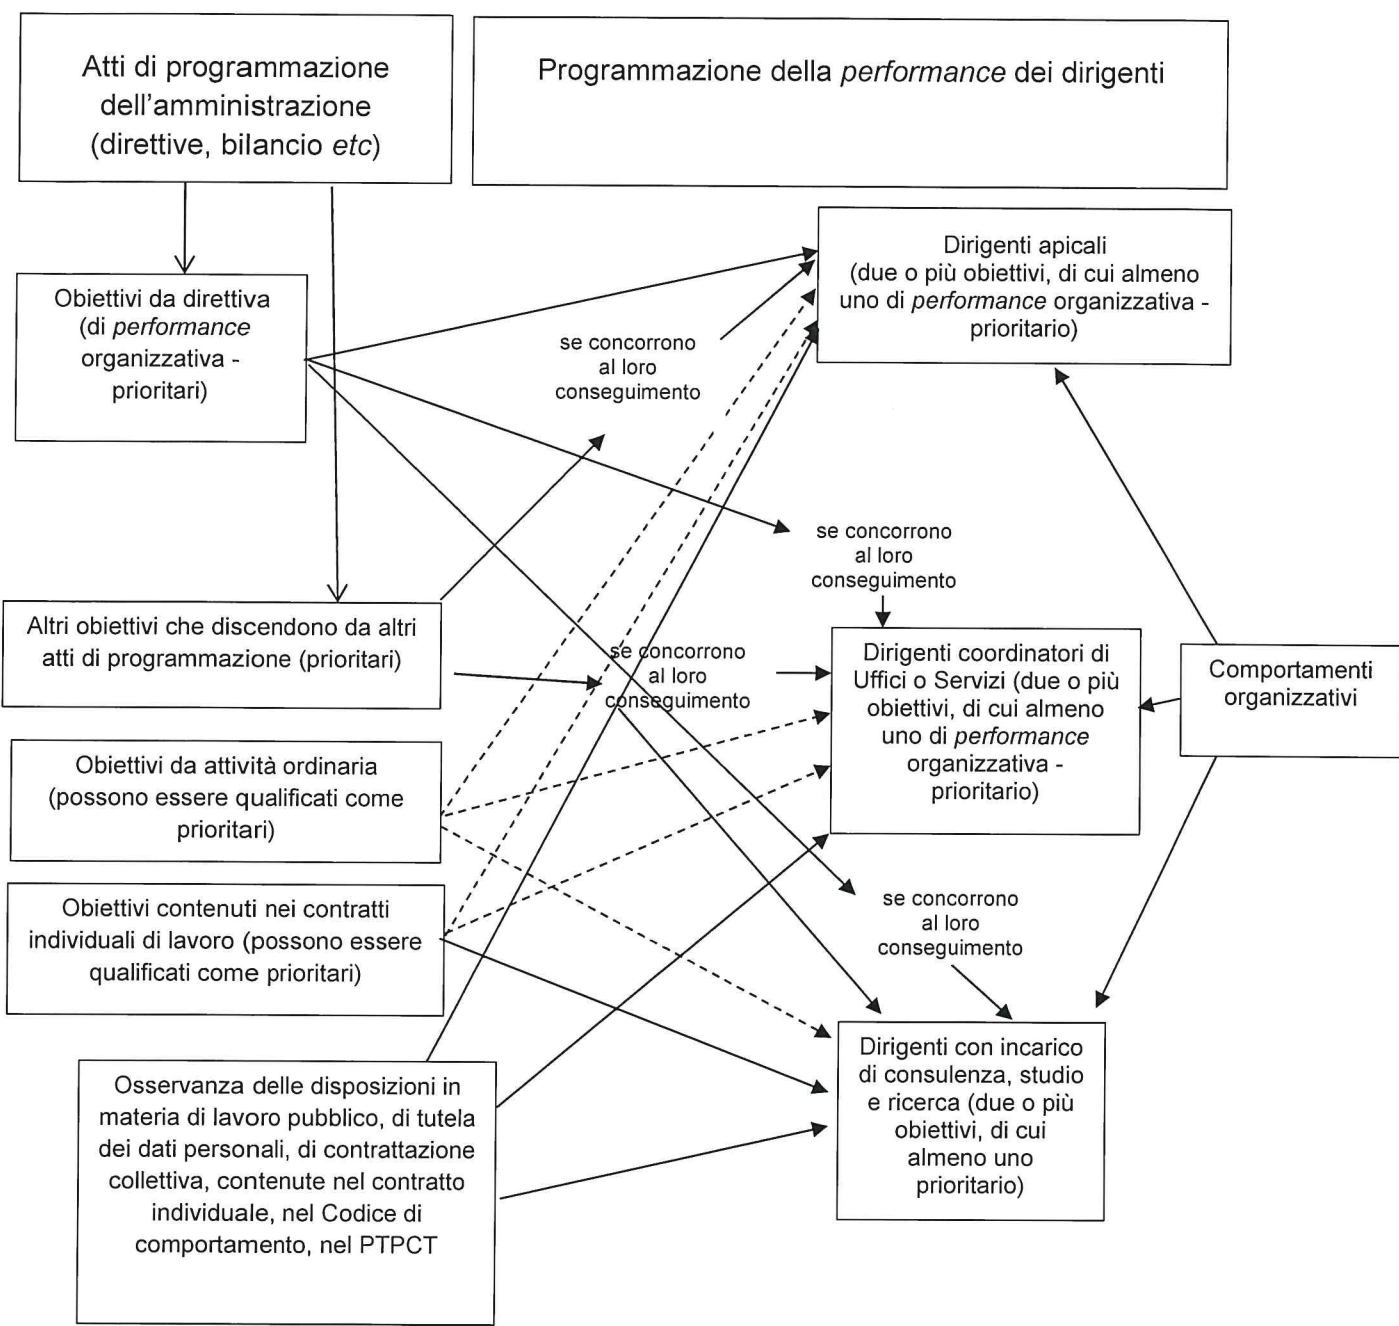 Atti di programmazione
dell'amministrazione
(direttive, bilancio etc)
Programmazione della performance dei dirigenti
Dirigenti apicali
(due o più obiettivi, di cui almeno
uno di performance organizzativa -
prioritario)
Obiettivi da direttiva
(di performance
organizzativa -
prioritari)
se concorrono
al loro
conseguimento
se concorrono
al loro
conseguimento
Altri obiettivi che discendono da altri
atti di programmazione (prioritari)
se concorrono
al loro
conseguimento
Dirigenti coordinatori di
Uffici o Servizi (due o più
obiettivi, di cui almeno
uno di performance
organizzativa -
prioritario)
Comportamenti
organizzativi
Obiettivi da attività ordinaria
(possono essere qualificati come
prioritari)
Obiettivi contenuti nei contratti
individuali di lavoro (possono essere
qualificati come prioritari)
se concorrono
al loro
conseguimento
Osservanza delle disposizioni in
materia di lavoro pubblico, di tutela
dei dati personali, di contrattazione
collettiva, contenute nel contratto
individuale, nel Codice di
comportamento, nel PTPCT
Dirigenti con incarico
di consulenza, studio
e ricerca (due o più
obiettivi, di cui
almeno uno
prioritario)